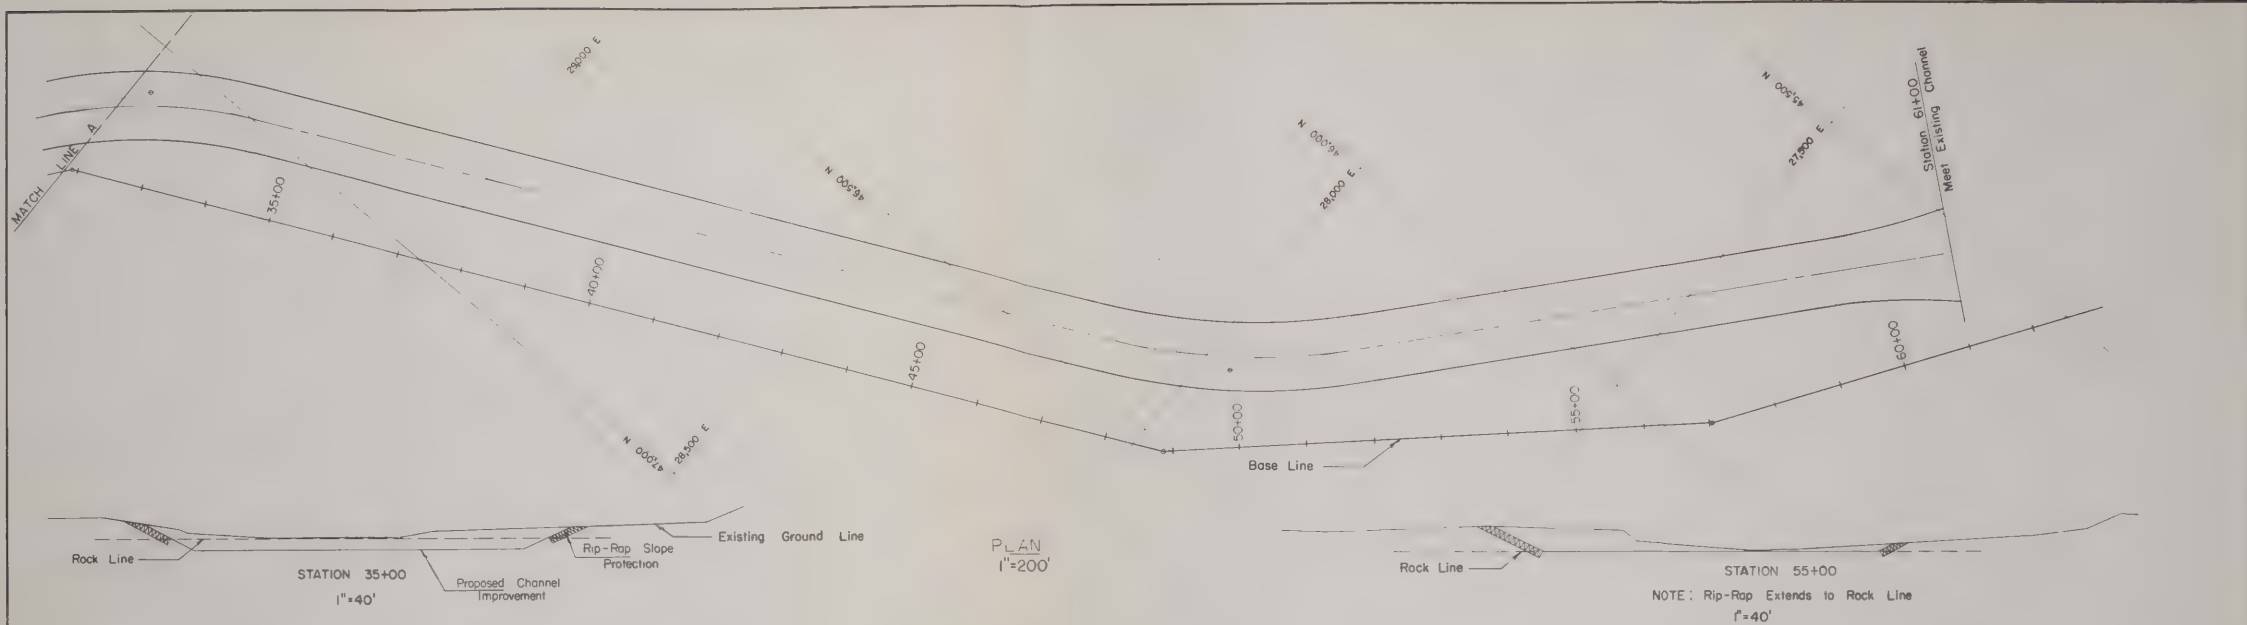 MATCH LINE A
29,000 E
35+00
40+00
45+00
46,500 N
47,000 N
28,500 E
46,000 N
28,000 E
45,500 N
27,500 E
Station 61+00
Meet Existing Channel
50+00
55+00
60+00
Base Line
Rock Line
STATION 35+00
1"=40'
Proposed Channel
Improvement
Rip-Rap Slope
Protection
Existing Ground Line
PLAN
1"=200'
Rock Line
STATION 55+00
NOTE: Rip-Rap Extends to Rock Line
1"=40'